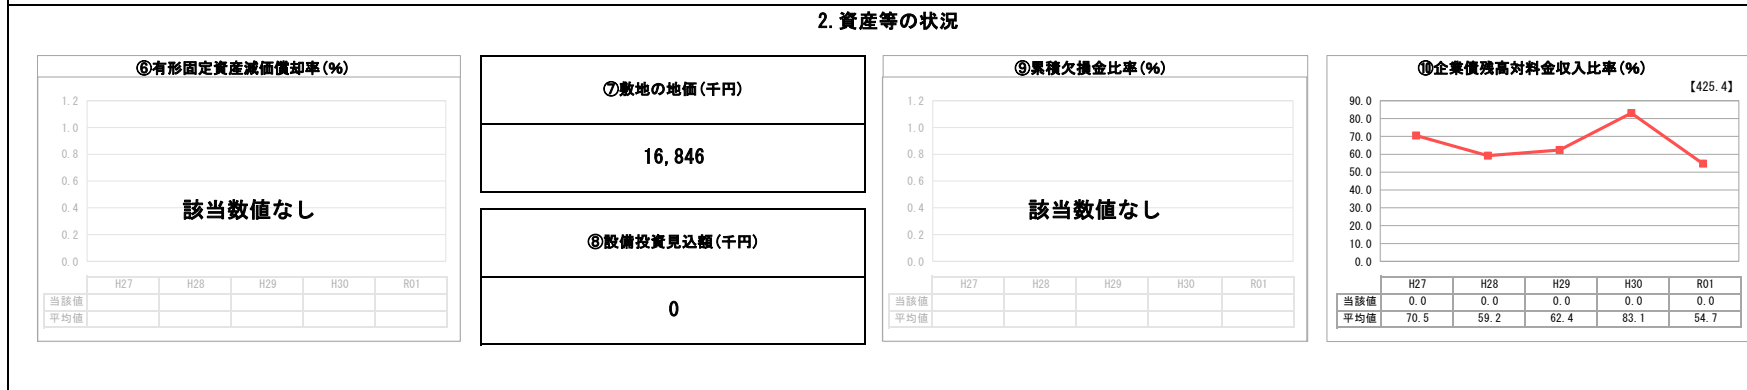 2.資産等の状況
⑥有形固定資産減価償却率(%)
1.2
1.0
0.8
0.6
0.4
0.2
0.0
該当数値なし
H27 H28 H29 H30 R01
当該値
平均値
⑦敷地の地価(千円)
16,846
⑧設備投資見込額(千円)
0
⑨累積欠損金比率(%)
1.2
1.0
0.8
0.6
0.4
0.2
0.0
該当数値なし
H27 H28 H29 H30 R01
当該値
平均値
⑩企業債残高対料金収入比率(%)
【425.4】
90.0
80.0
70.0
60.0
50.0
40.0
30.0
20.0
10.0
0.0
H27 H28 H29 H30 R01
当該値 0.0 0.0 0.0 0.0 0.0
平均値 70.5 59.2 62.4 83.1 54.7